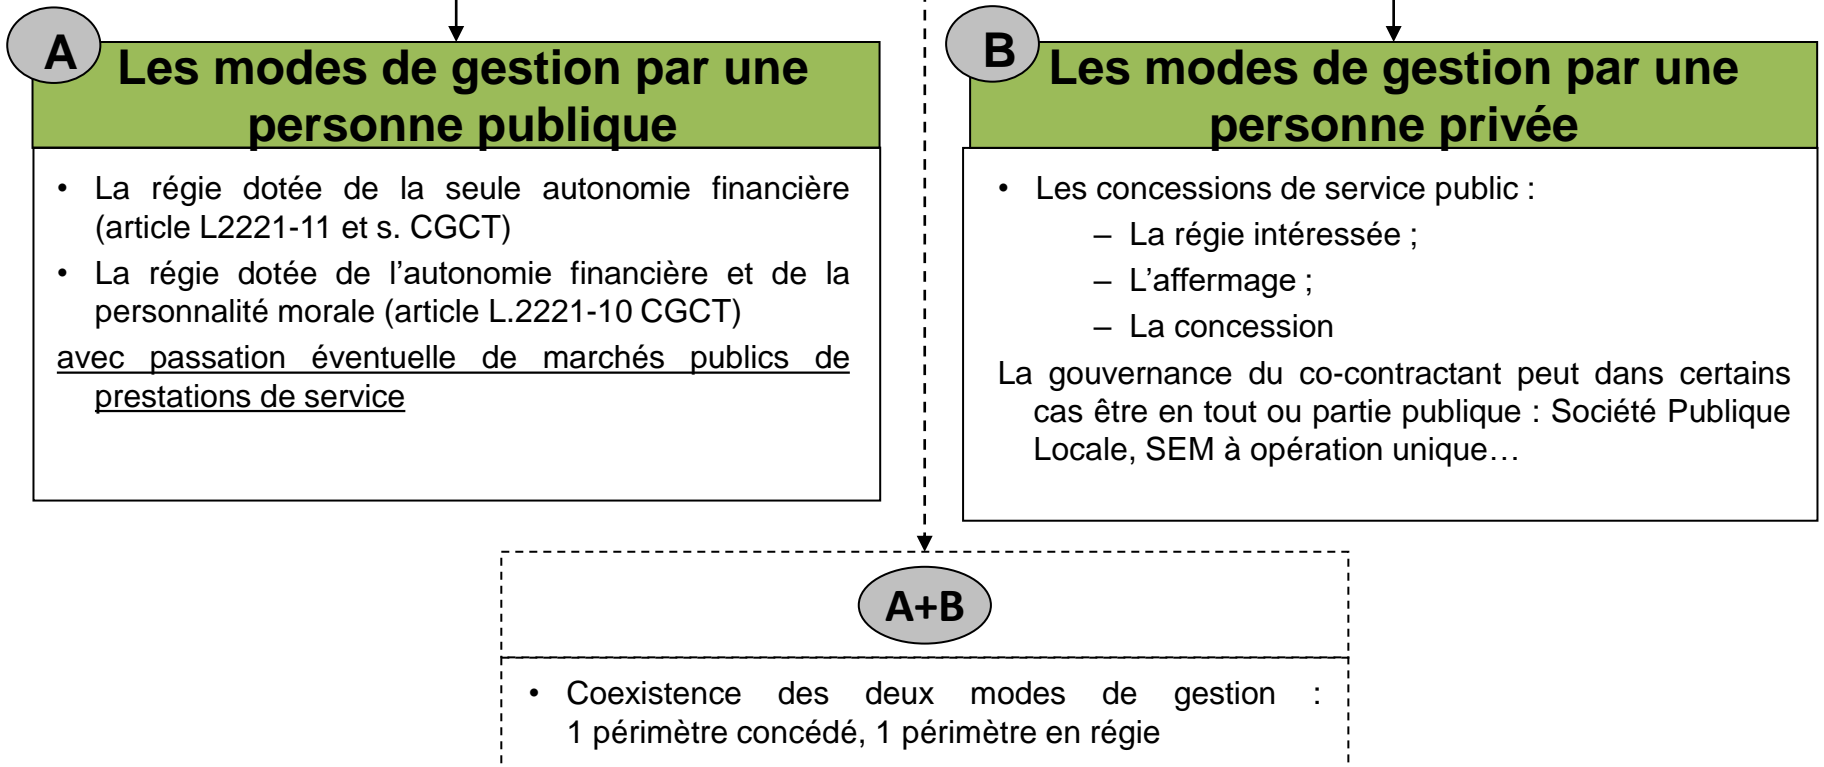 A
Les modes de gestion par une
personne publique
• La régie dotée de la seule autonomie financière
(article L2221-11 et s. CGCT)
• La régie dotée de l’autonomie financière et de la
personnalité morale (article L.2221-10 CGCT)
avec passation éventuelle de marchés publics de
prestations de service
B
Les modes de gestion par une
personne privée
• Les concessions de service public :
– La régie intéressée ;
– L’affermage ;
– La concession
La gouvernance du co-contractant peut dans certains
cas être en tout ou partie publique : Société Publique
Locale, SEM à opération unique…
A+B
• Coexistence des deux modes de gestion :
1 périmètre concédé, 1 périmètre en régie